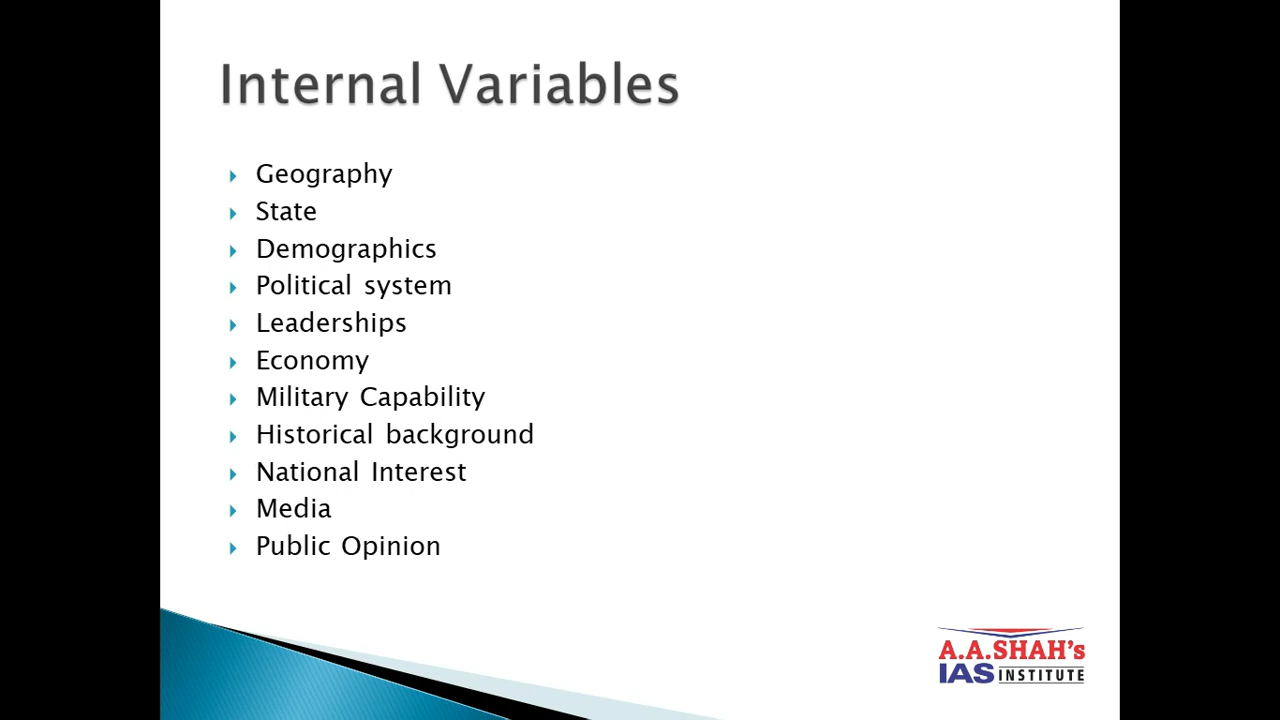 Internal Variables
Geography
State
Demographics
Political system
Leaderships
Economy
Military Capability
Historical background
National Interest
Media
Public Opinion
A.A.SHAH's
IAS INSTITUTE